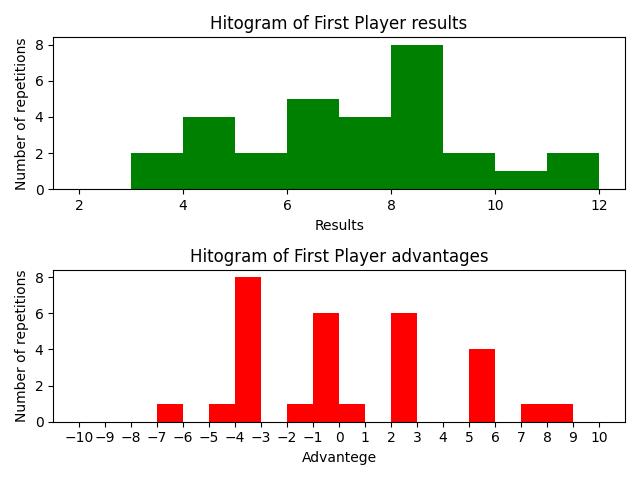 Hitogram of First Player results
Number of repetitions
8
6
4
2
0
2 4 6 8 10 12
Results
Hitogram of First Player advantages
Number of repetitions
8
6
4
2
0
−10 −9 −8 −7 −6 −5 −4 −3 −2 −1 0 1 2 3 4 5 6 7 8 9 10
Advantege